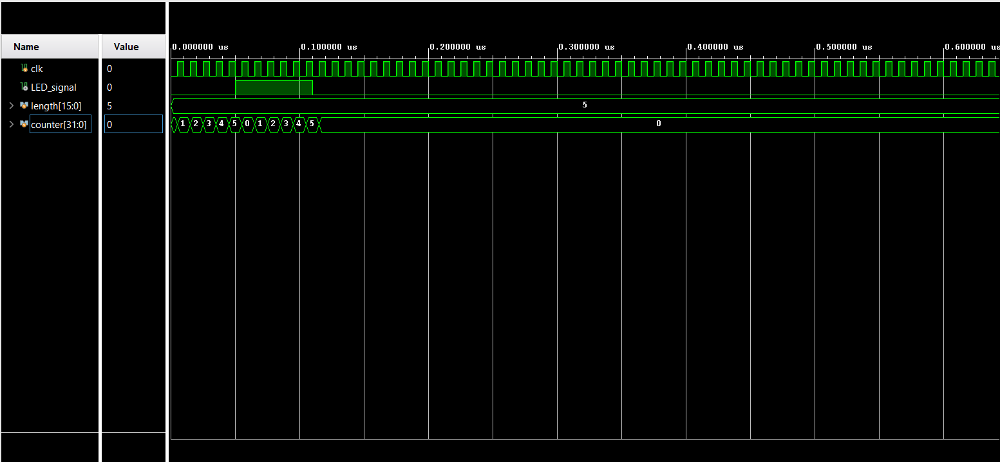 Name Value
0.000000 us 0.100000 us 0.200000 us 0.300000 us 0.400000 us 0.500000 us 0.600000 us
clk 0
LED_signal 0
length[15:0] 5 5
counter[31:0] 0 1 2 3 4 5 0 1 2 3 4 5 0